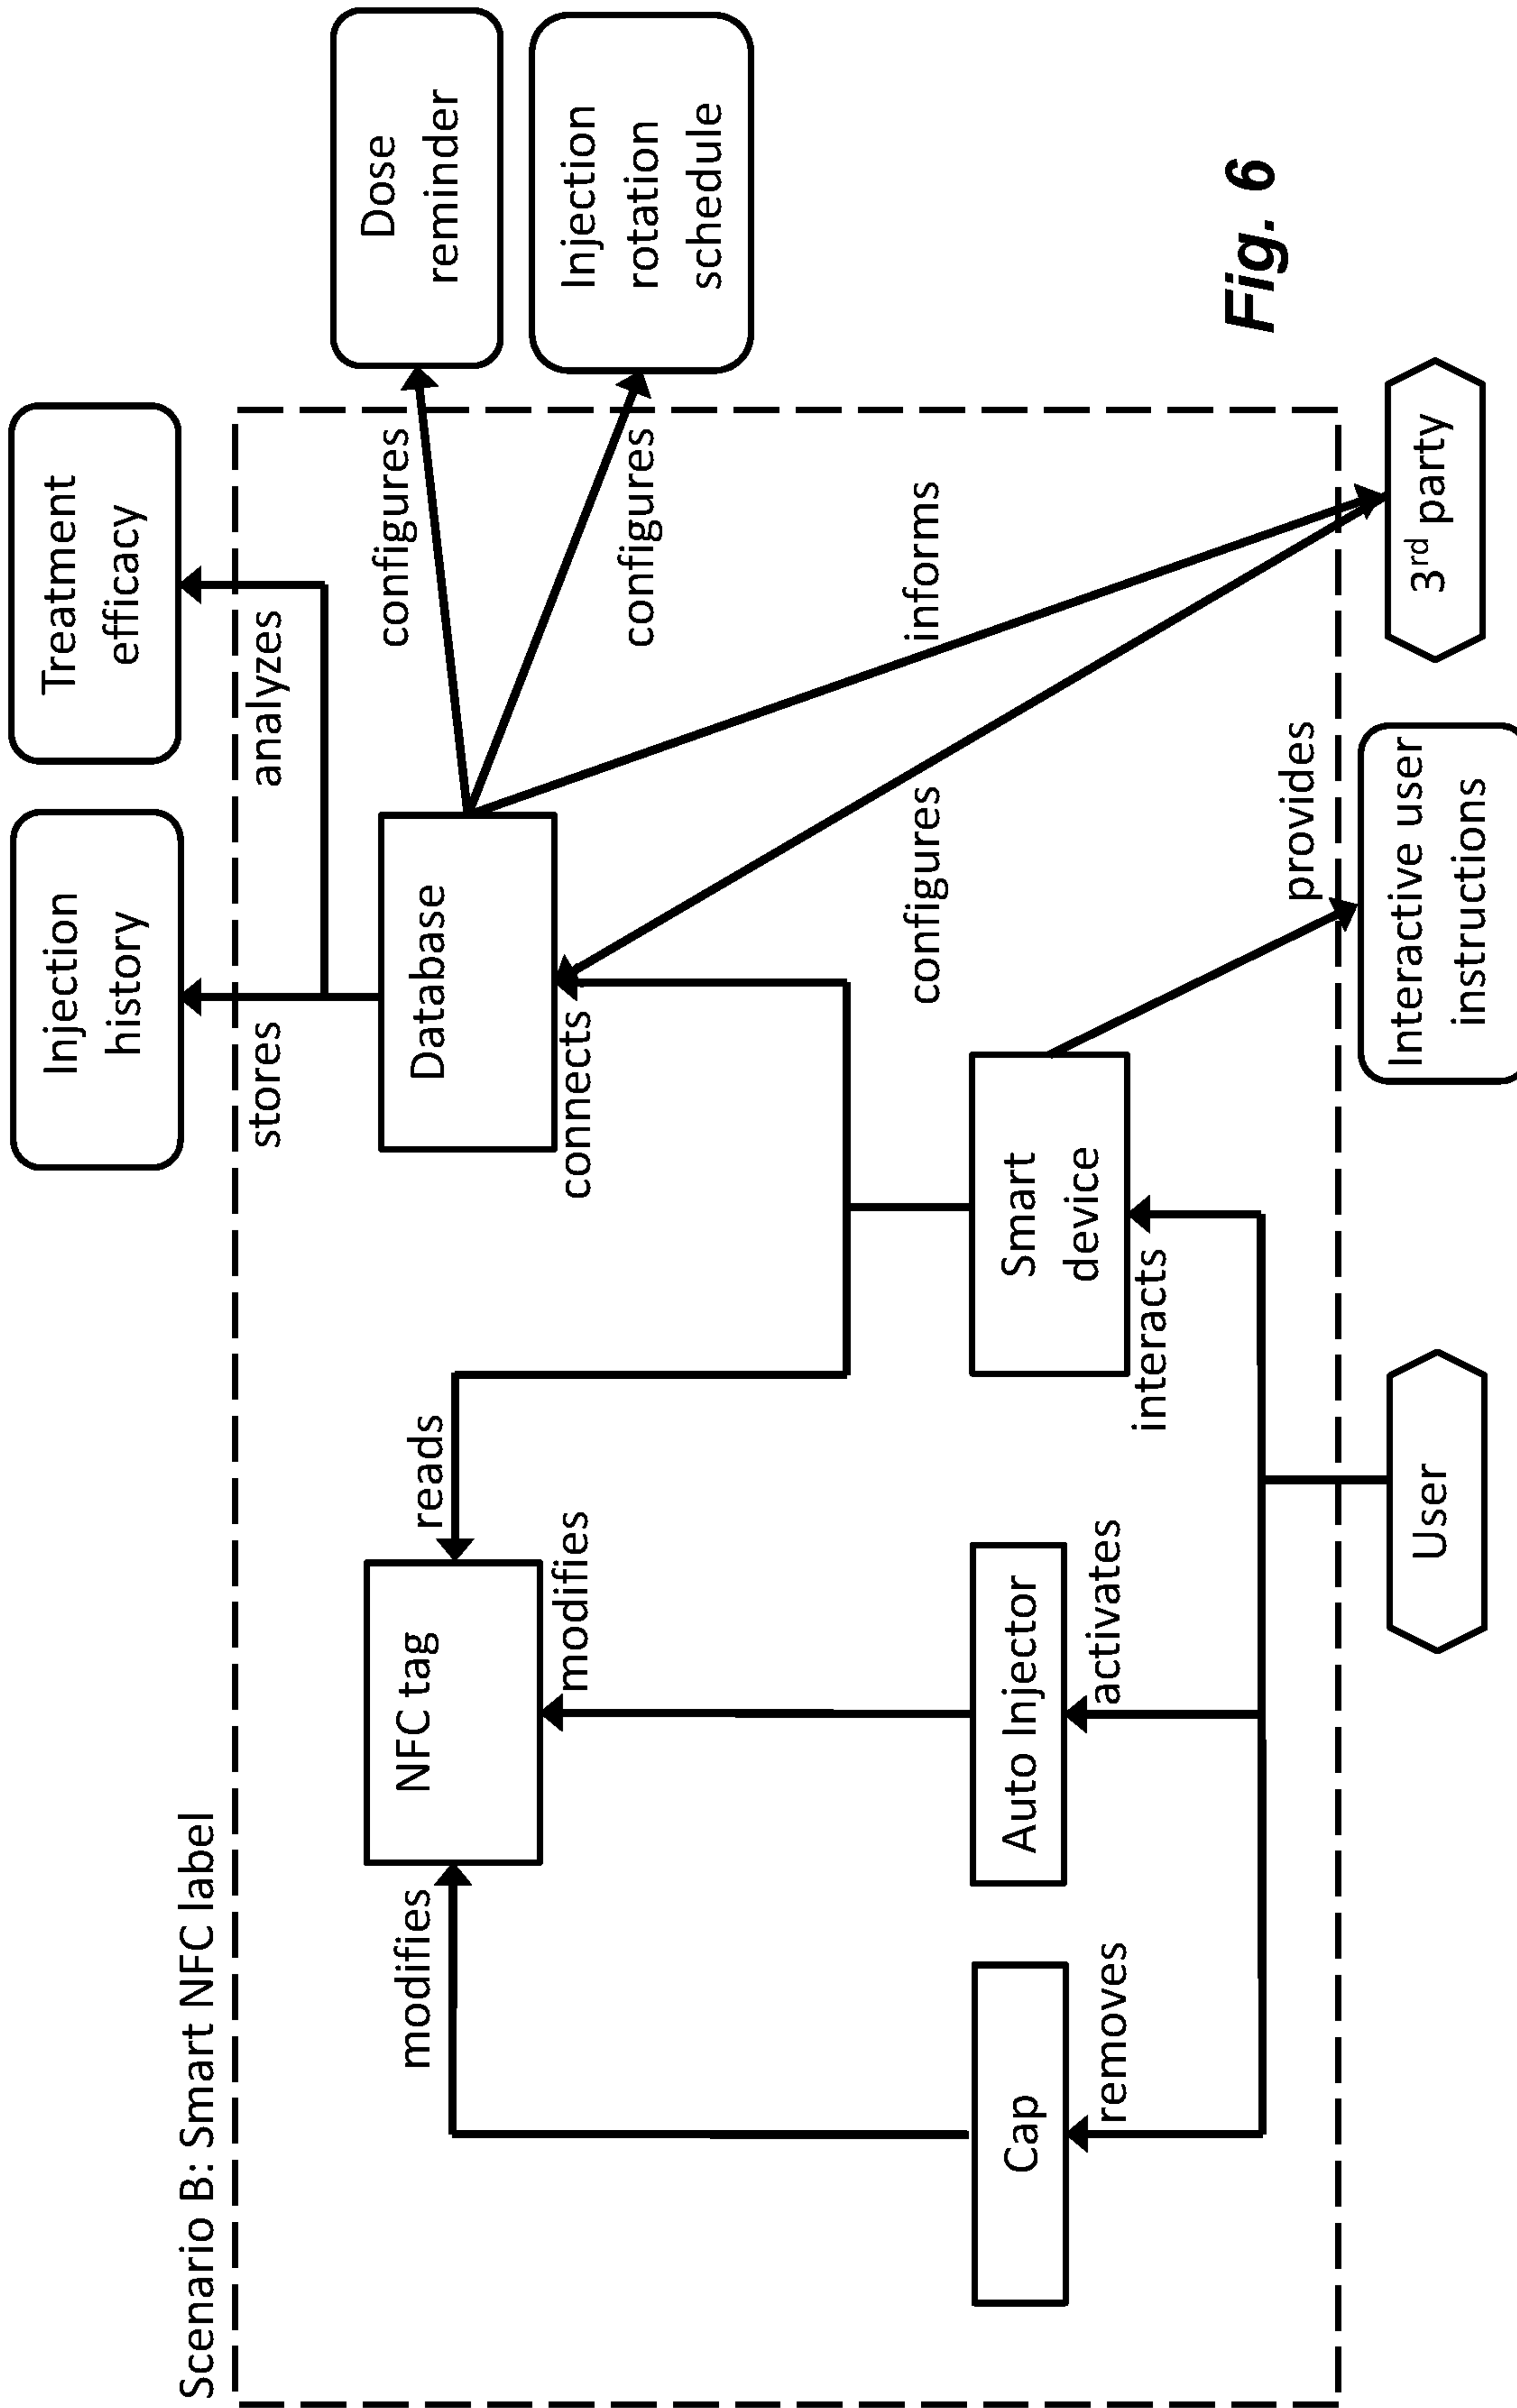 Scenario B: Smart NFC label
Injection
history
Treatment
efficacy
stores
analyzes
modifies
NFC tag
reads
Database
configures
Dose
reminder
modifies
connects
configures
Injection
rotation
schedule
Cap
Auto Injector
Smart
device
configures
informs
removes
activates
interacts
provides
User
Interactive user
instructions
3rd party
Fig. 6